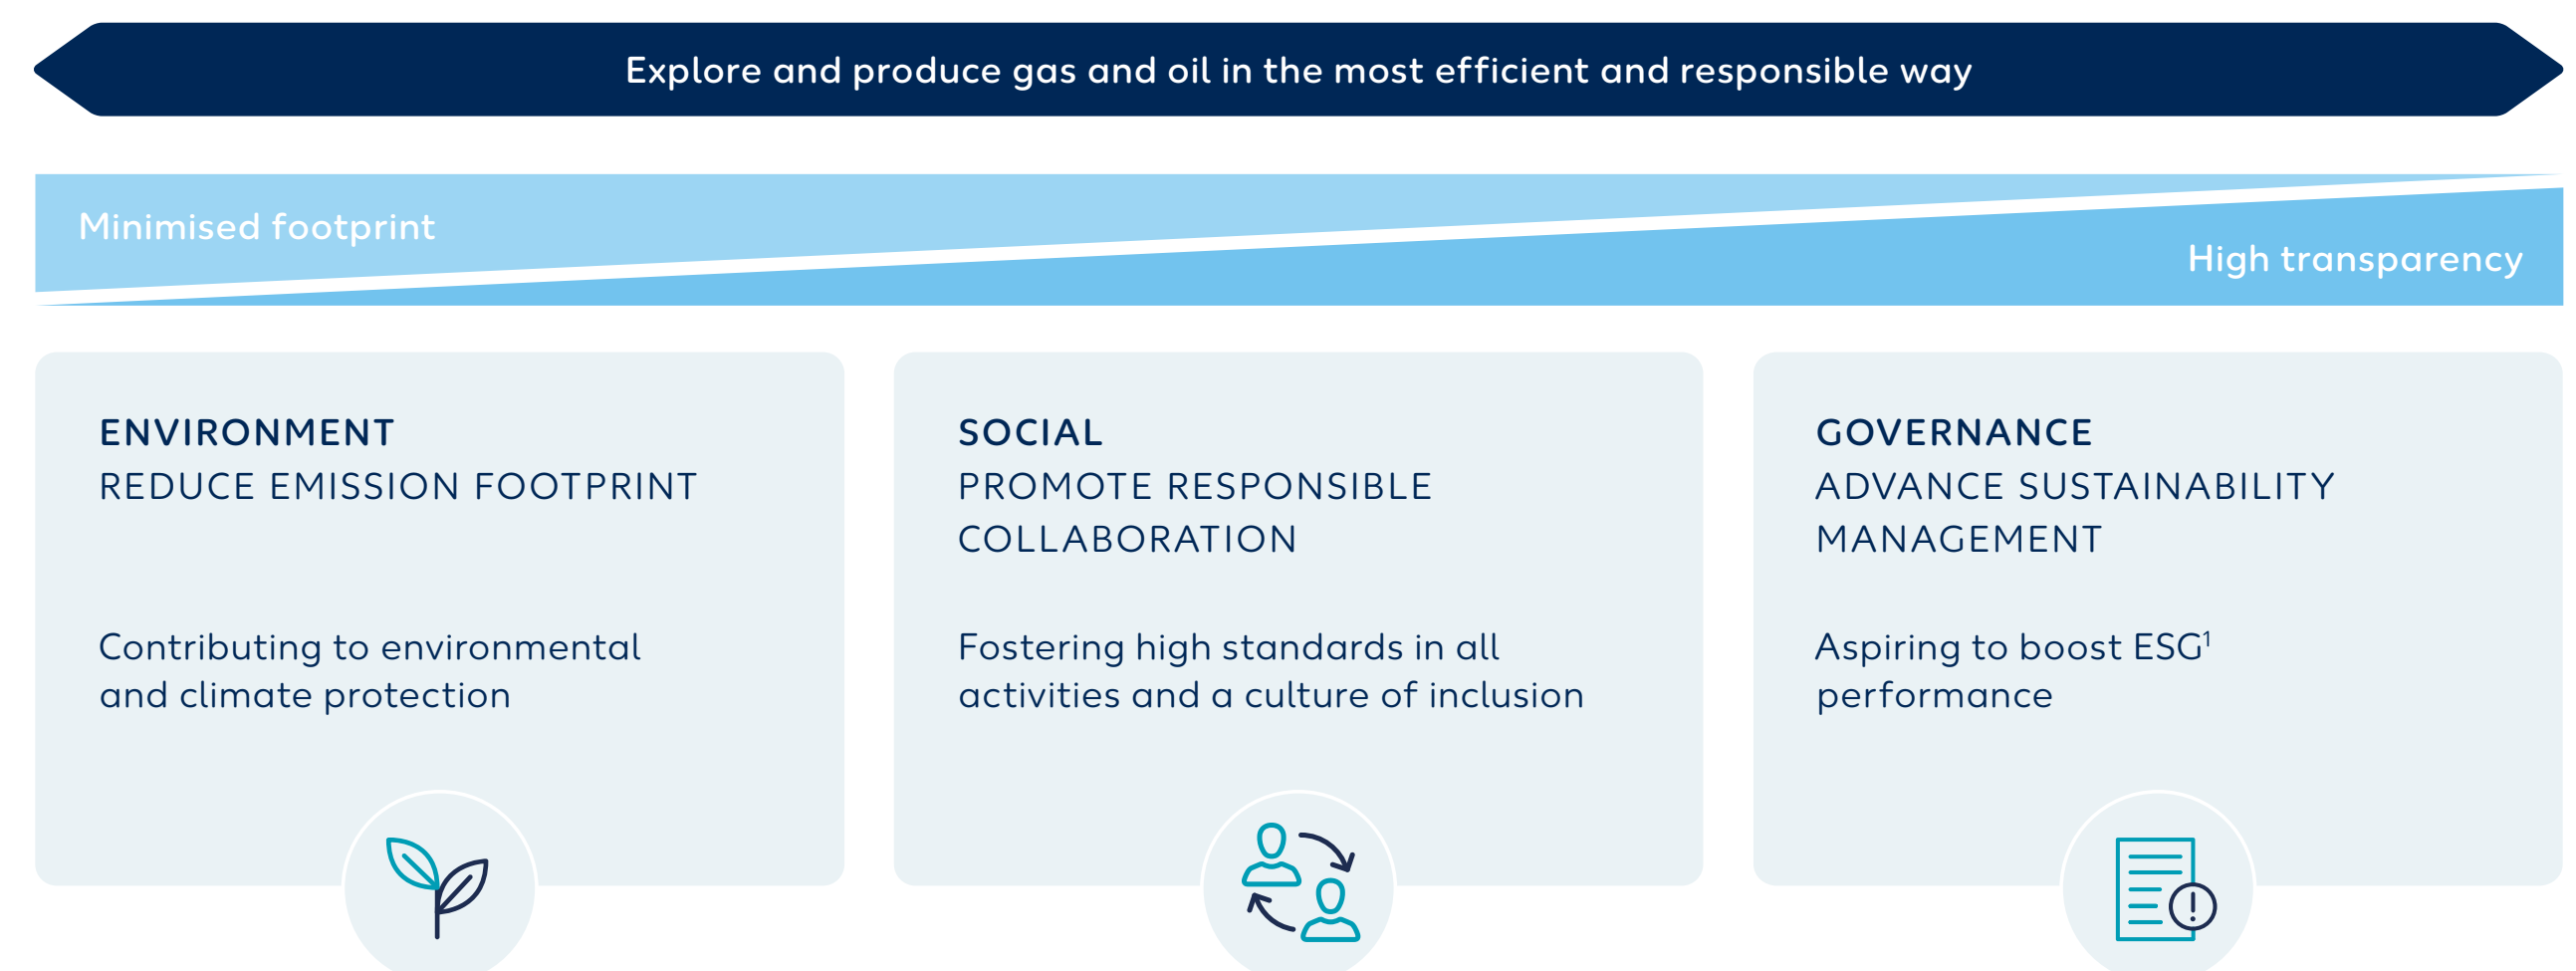 Explore and produce gas and oil in the most efficient and responsible way
Minimised footprint
High transparency
ENVIRONMENT
REDUCE EMISSION FOOTPRINT
Contributing to environmental
and climate protection
SOCIAL
PROMOTE RESPONSIBLE
COLLABORATION
Fostering high standards in all
activities and a culture of inclusion
GOVERNANCE
ADVANCE SUSTAINABILITY
MANAGEMENT
Aspiring to boost ESG¹
performance